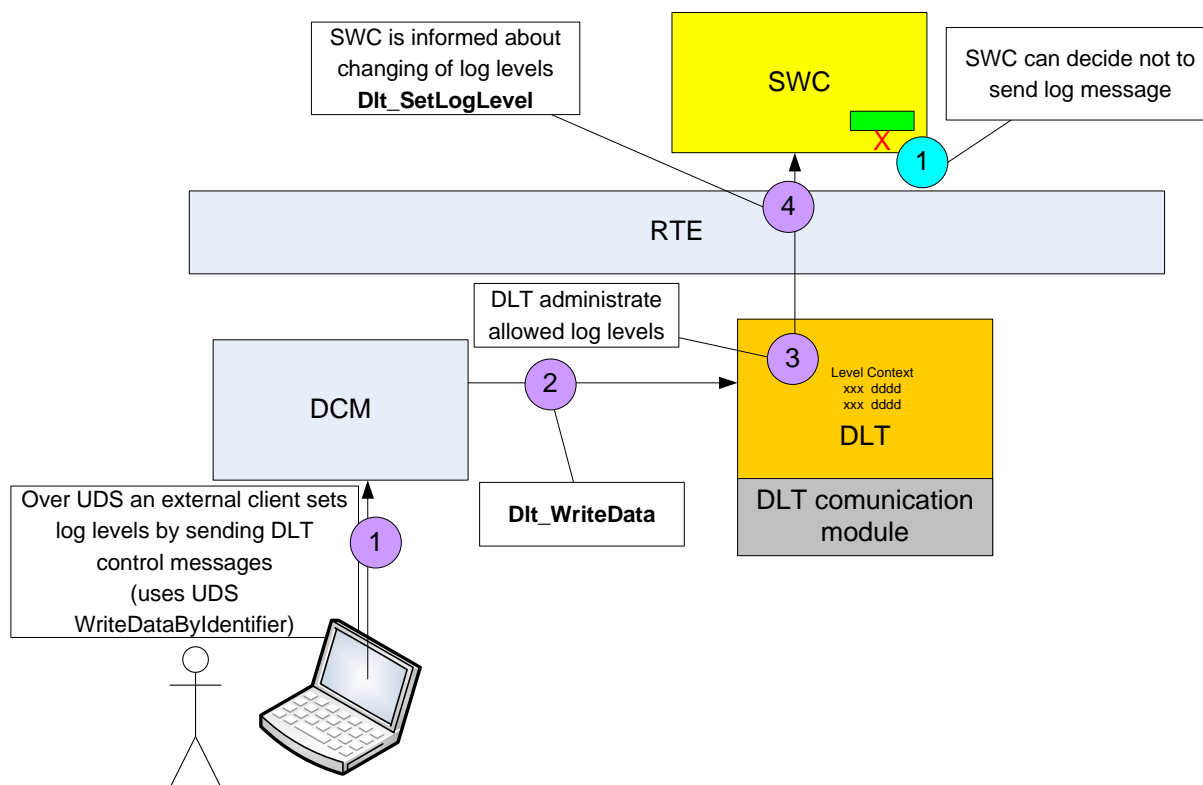 SWC is informed about
changing of log levels
Dlt_SetLogLevel
SWC
X
1
SWC can decide not to
send log message
4
RTE
DLT administrate
allowed log levels
3
2
DCM
Level Context
xxx dddd
xxx dddd
DLT
DLT comunication
module
Dlt_WriteData
Over UDS an external client sets
log levels by sending DLT
control messages
(uses UDS
WriteDataByIdentifier)
1